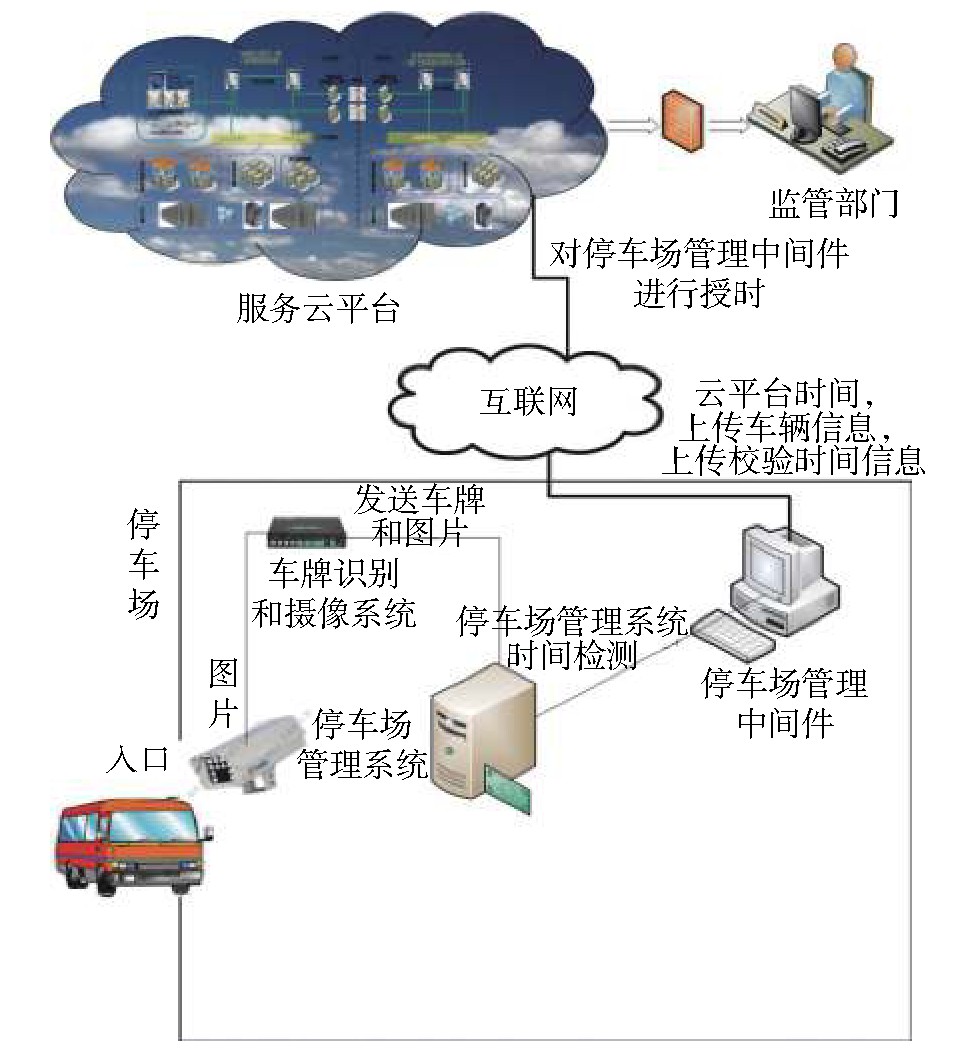 监管部门
对停车场管理中间件
进行授时
服务云平台
互联网
云平台时间,
上传车辆信息,
上传校验时间信息
停
车
场
发送车牌
和图片
车牌识别
和摄像系统
停车场管理系统
时间检测
图
片
停车场
管理系统
停车场管理
中间件
入口